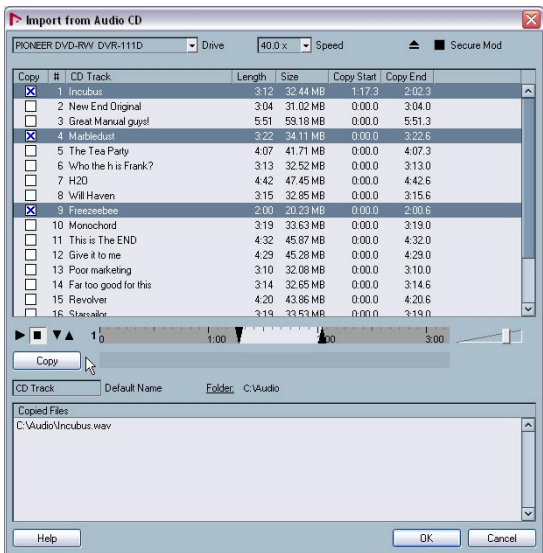 Import from Audio CD
PIONEER DVD-RW DVR-111D Drive 40.0 x Speed Secure Mod
Copy # CD Track Length Size Copy Start Copy End
1 Incubus 3:12 32.44 MB 1:17.3 2:02.3
2 New End Original 3:04 31.02 MB 0:00.0 3:04.0
3 Great Manual guys! 5:51 59.18 MB 0:00.0 5:51.3
4 Marbledust 3:22 34.11 MB 0:00.0 3:22.6
5 The Tea Party 4:07 41.71 MB 0:00.0 4:07.3
6 Who the h is Frank? 3:13 32.52 MB 0:00.0 3:13.0
7 H2O 4:42 47.45 MB 0:00.0 4:42.6
8 Will Haven 3:15 32.85 MB 0:00.0 3:15.6
9 Freezeebee 2:00 20.23 MB 0:00.0 2:00.6
10 Monochord 3:19 33.63 MB 0:00.0 3:19.0
11 This is The END 4:32 45.87 MB 0:00.0 4:32.0
12 Give it to me 4:29 45.28 MB 0:00.0 4:29.0
13 Poor marketing 3:10 32.08 MB 0:00.0 3:10.0
14 Far too good for this 3:14 32.65 MB 0:00.0 3:14.6
15 Revolver 4:20 43.86 MB 0:00.0 4:20.6
16 Starsailor 3:19 33.53 MB 0:00.0 3:19.0
1 0 1:00 2:00 3:00
Copy
CD Track Default Name Folder: C:\Audio
Copied Files
C:\Audio\Incubus.wav
Help OK Cancel